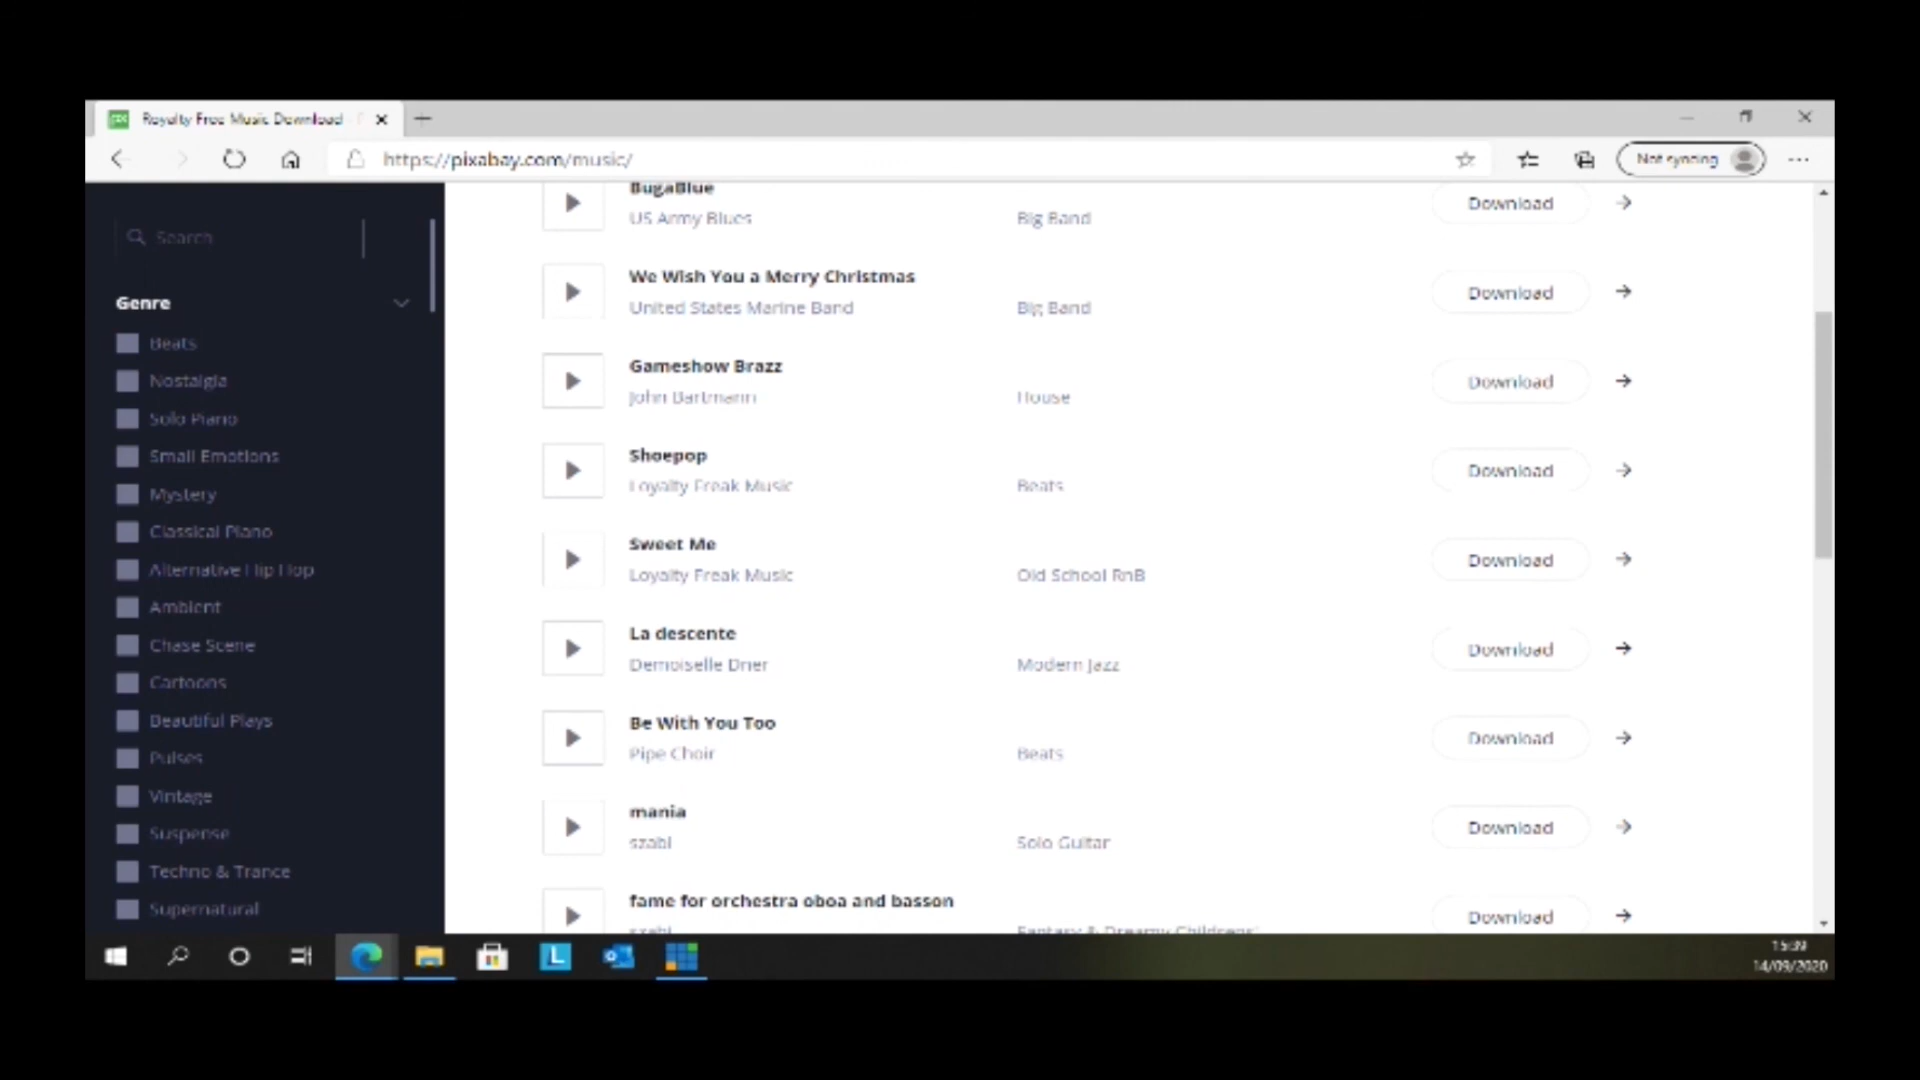 Royalty Free Music Download
https://pixabay.com/music/
Not syncing
Search
Genre
Beats
Nostalgia
Solo Piano
Small Emotions
Mystery
Classical Piano
Alternative Hip Hop
Ambient
Chase Scene
Cartoons
Beautiful Plays
Pulses
Vintage
Suspense
Techno & Trance
Supernatural
BugaBlue
US Army Blues
Big Band
Download
We Wish You a Merry Christmas
United States Marine Band
Big Band
Download
Gameshow Brazz
John Bartmann
House
Download
Shoepop
Loyalty Freak Music
Beats
Download
Sweet Me
Loyalty Freak Music
Old School RnB
Download
La descente
Demoiselle Döner
Modern Jazz
Download
Be With You Too
Pipe Choir
Beats
Download
mania
szabi
Solo Guitar
Download
fame for orchestra oboa and basson
szabi
Fantasy & Dreamy Childrens'
Download
15:39
14/09/2020